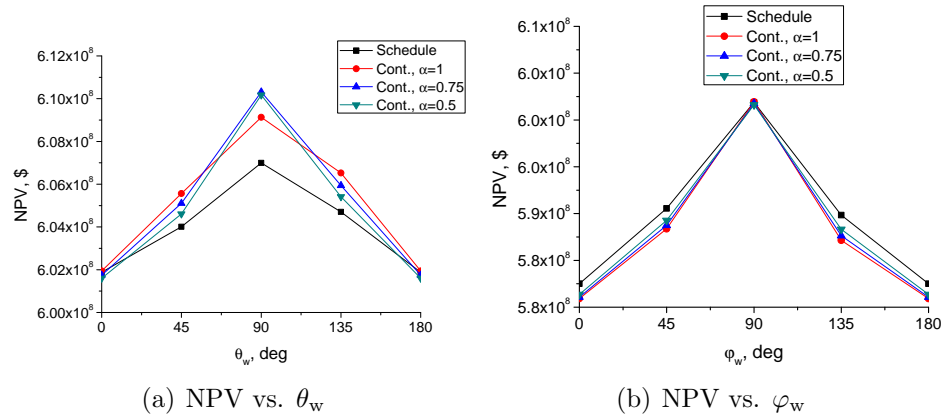 6.12x10⁸
6.10x10⁸
6.08x10⁸
6.06x10⁸
6.04x10⁸
6.02x10⁸
6.00x10⁸
NPV, $
Schedule
Cont., α=1
Cont., α=0.75
Cont., α=0.5
0 45 90 135 180
θw, deg
(a) NPV vs. θw
6.1x10⁸
6.0x10⁸
6.0x10⁸
6.0x10⁸
5.9x10⁸
5.8x10⁸
5.8x10⁸
NPV, $
Schedule
Cont., α=1
Cont., α=0.75
Cont., α=0.5
0 45 90 135 180
φw, deg
(b) NPV vs. φw